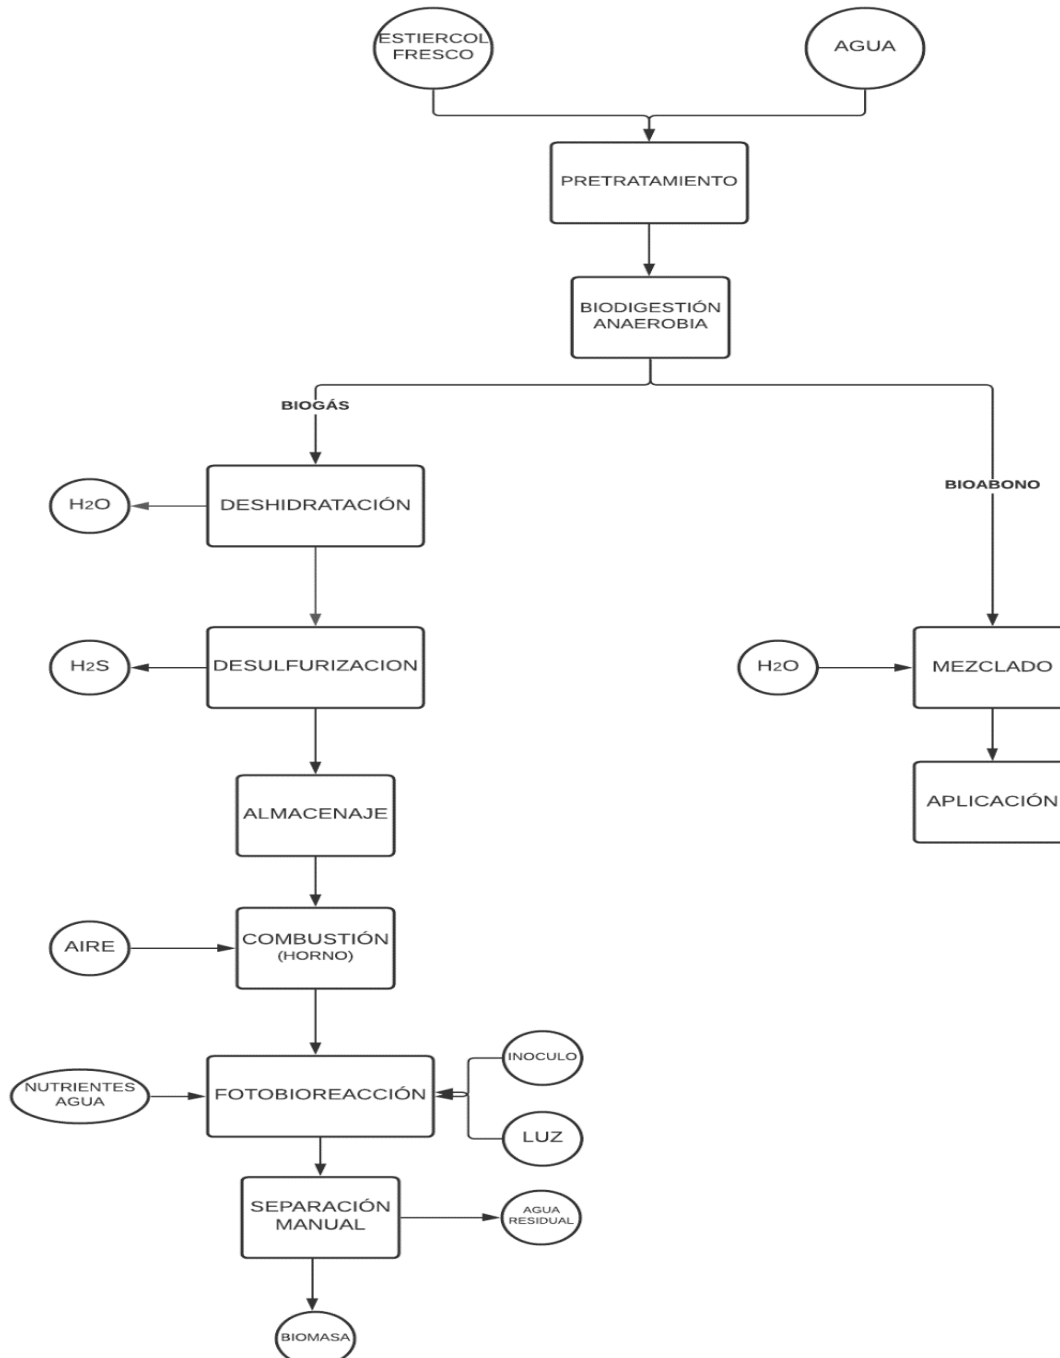 ESTIERCOL
FRESCO
AGUA
PRETRATAMIENTO
BIODIGESTIÓN
ANAEROBIA
BIOGÁS
BIOABONO
H2O
DESHIDRATACIÓN
H2S
DESULFURIZACION
H2O
MEZCLADO
ALMACENAJE
APLICACIÓN
AIRE
COMBUSTIÓN
(HORNO)
INOCULO
NUTRIENTES
AGUA
FOTOBIOREACCIÓN
LUZ
SEPARACIÓN
MANUAL
AGUA
RESIDUAL
BIOMASA